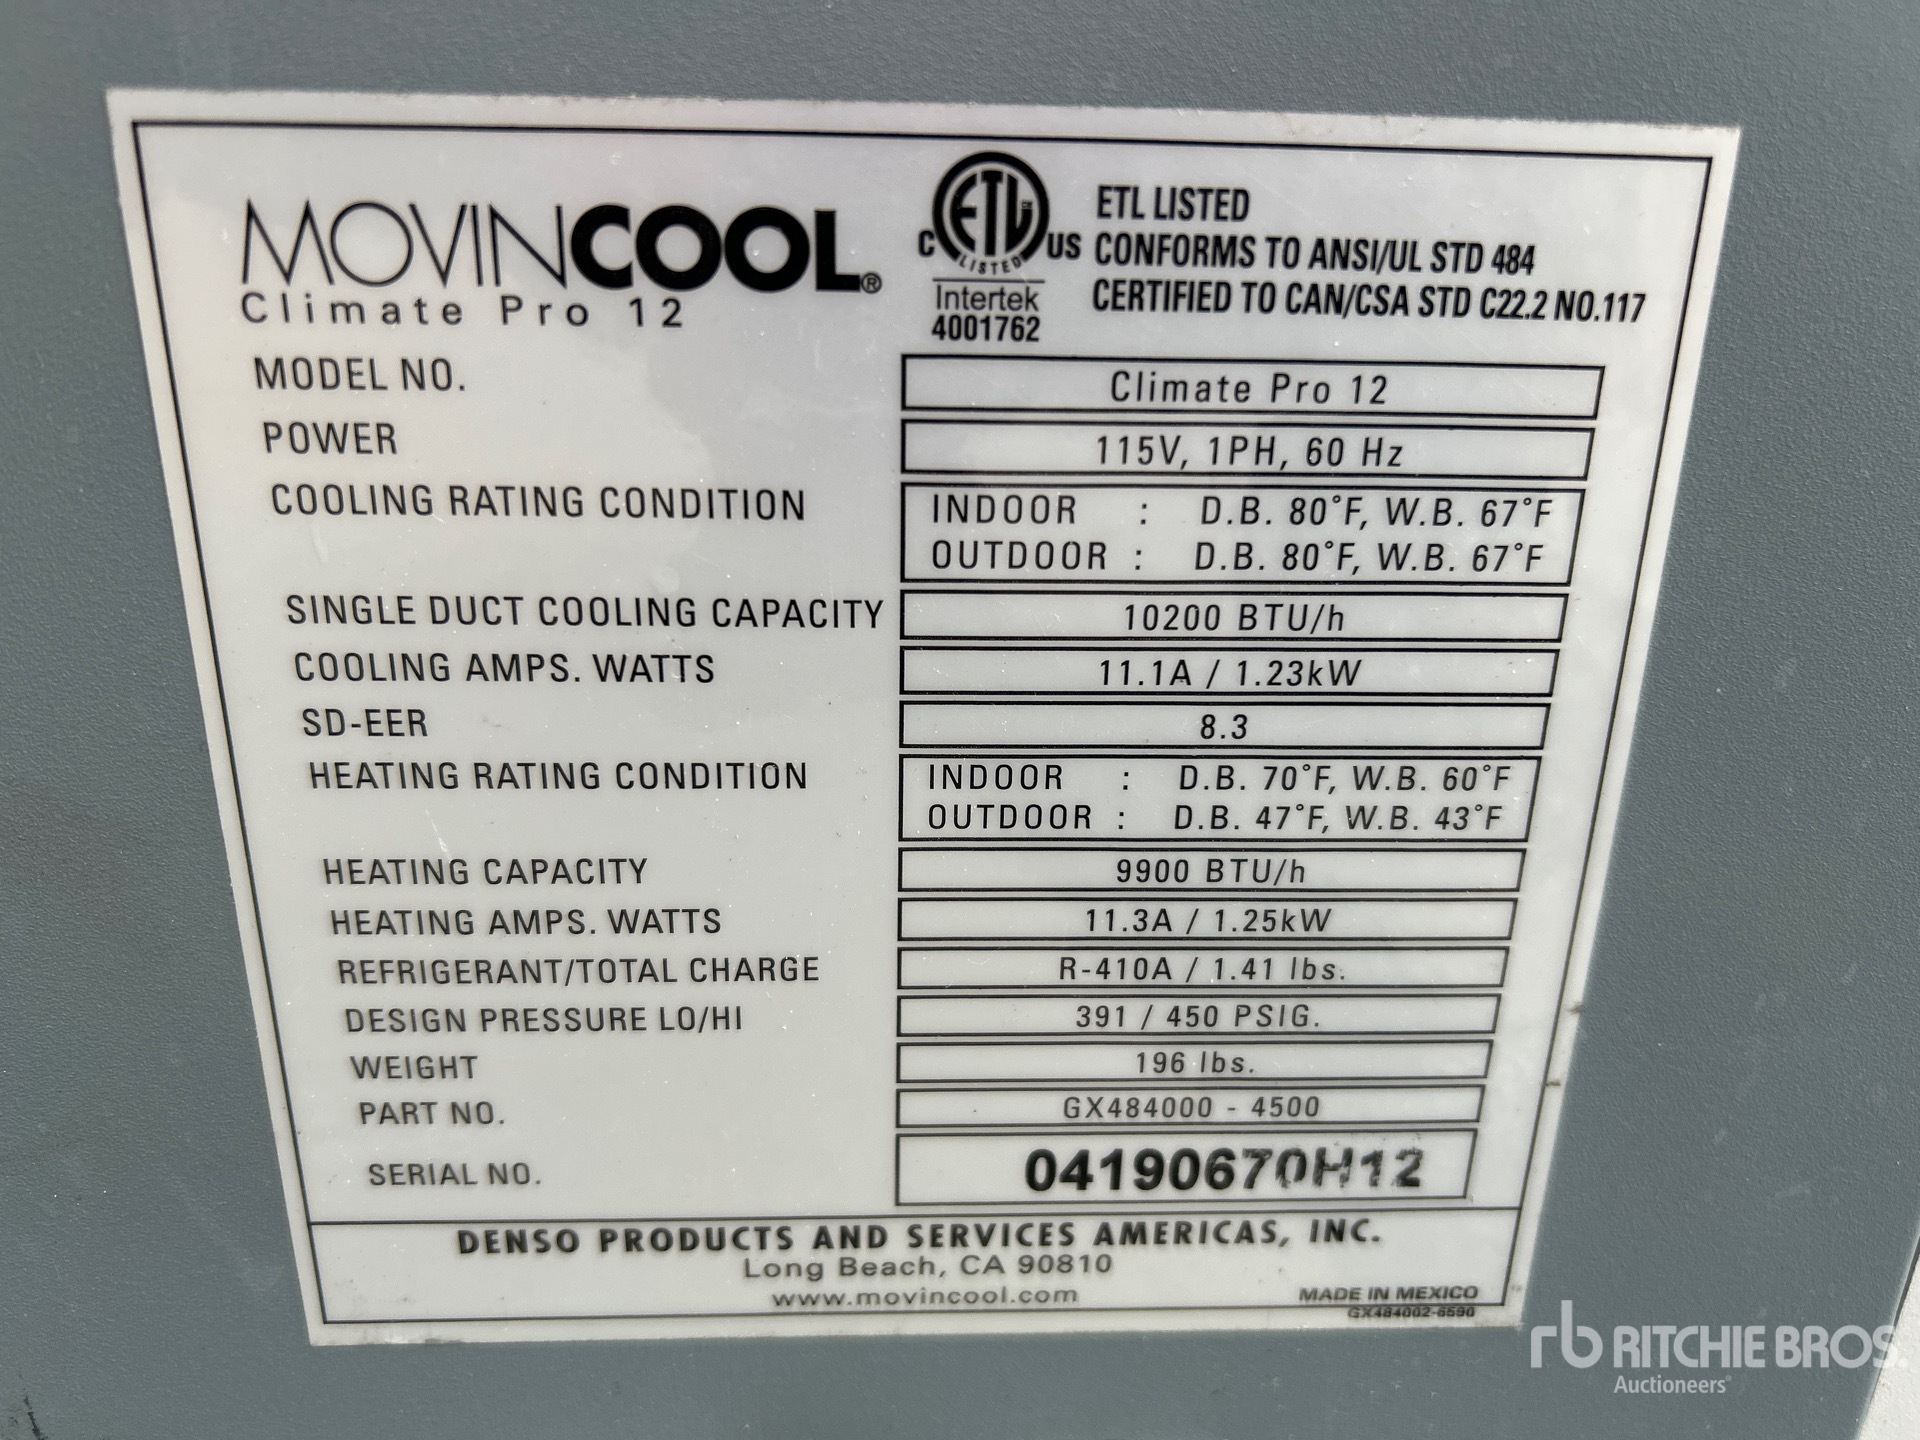 MOVINCOOL®
Climate Pro 12
C ETL LISTED US
Intertek
4001762
ETL LISTED
CONFORMS TO ANSI/UL STD 484
CERTIFIED TO CAN/CSA STD C22.2 NO.117
MODEL NO. Climate Pro 12
POWER 115V, 1PH, 60 Hz
COOLING RATING CONDITION INDOOR : D.B. 80°F, W.B. 67°F
OUTDOOR : D.B. 80°F, W.B. 67°F
SINGLE DUCT COOLING CAPACITY 10200 BTU/h
COOLING AMPS. WATTS 11.1A / 1.23kW
SD-EER 8.3
HEATING RATING CONDITION INDOOR : D.B. 70°F, W.B. 60°F
OUTDOOR : D.B. 47°F, W.B. 43°F
HEATING CAPACITY 9900 BTU/h
HEATING AMPS. WATTS 11.3A / 1.25kW
REFRIGERANT/TOTAL CHARGE R-410A / 1.41 lbs.
DESIGN PRESSURE LO/HI 391 / 450 PSIG.
WEIGHT 196 lbs.
PART NO. GX484000 - 4500
SERIAL NO. 04190670H12
DENSO PRODUCTS AND SERVICES AMERICAS, INC.
Long Beach, CA 90810
www.movincool.com
MADE IN MEXICO
GX484002-6590
rb RITCHIE BROS.
Auctioneers